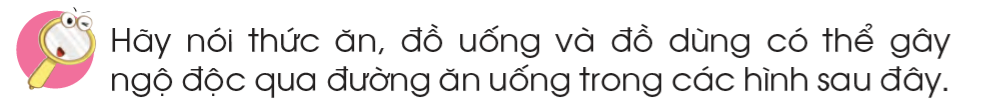 Hãy nói thức ăn, đồ uống và đồ dùng có thể gây
ngộ độc qua đường ăn uống trong các hình sau đây.